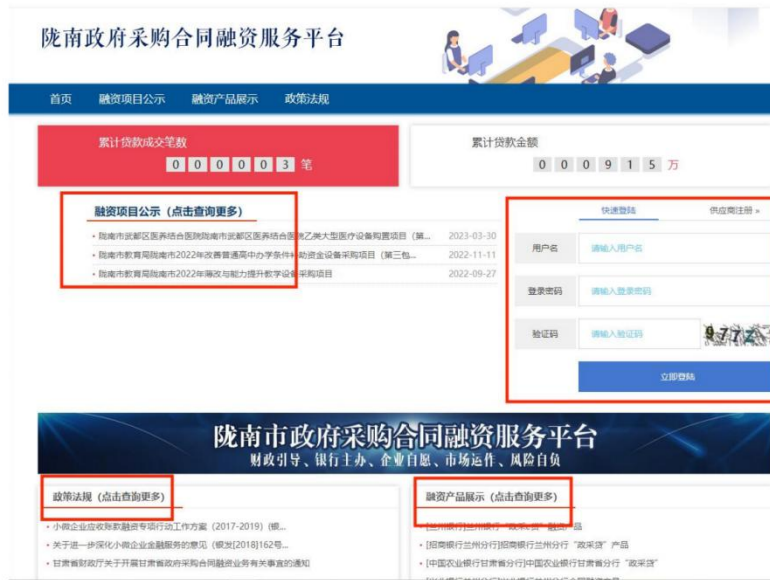 陇南政府采购合同融资服务平台
首页 融资项目公示 融资产品展示 政策法规
累计贷款成交笔数
000003 笔
累计贷款金额
000915 万
融资项目公示（点击查询更多）
• 陇南市武都区医养结合医院陇南市武都区医养结合医院乙类大型医疗设备购置项目（第... 2023-03-30
• 陇南市教育局陇南市2022年改善普通高中办学条件补助资金设备采购项目（第三包... 2022-11-11
• 陇南市教育局陇南市2022年薄改与能力提升教学设备采购项目 2022-09-27
快速登陆 供应商注册 »
用户名 请输入用户名
登录密码 请输入登录密码
验证码 请输入验证码 977Z
立即登陆
陇南市政府采购合同融资服务平台
财政引导、银行主办、企业自愿、市场运作、风险自负
政策法规（点击查询更多）
• 小微企业应收账款融资专项行动工作方案（2017-2019）(银...
• 关于进一步深化小微企业金融服务的意见（银发[2018]162号...
• 甘肃省财政厅关于开展甘肃省政府采购合同融资业务有关事宜的通知
融资产品展示（点击查询更多）
• [兰州银行]兰州银行“政采e贷”融资产品
• [招商银行兰州分行]招商银行兰州分行“政采贷”产品
• [中国农业银行甘肃省分行]中国农业银行甘肃省分行“政采贷”